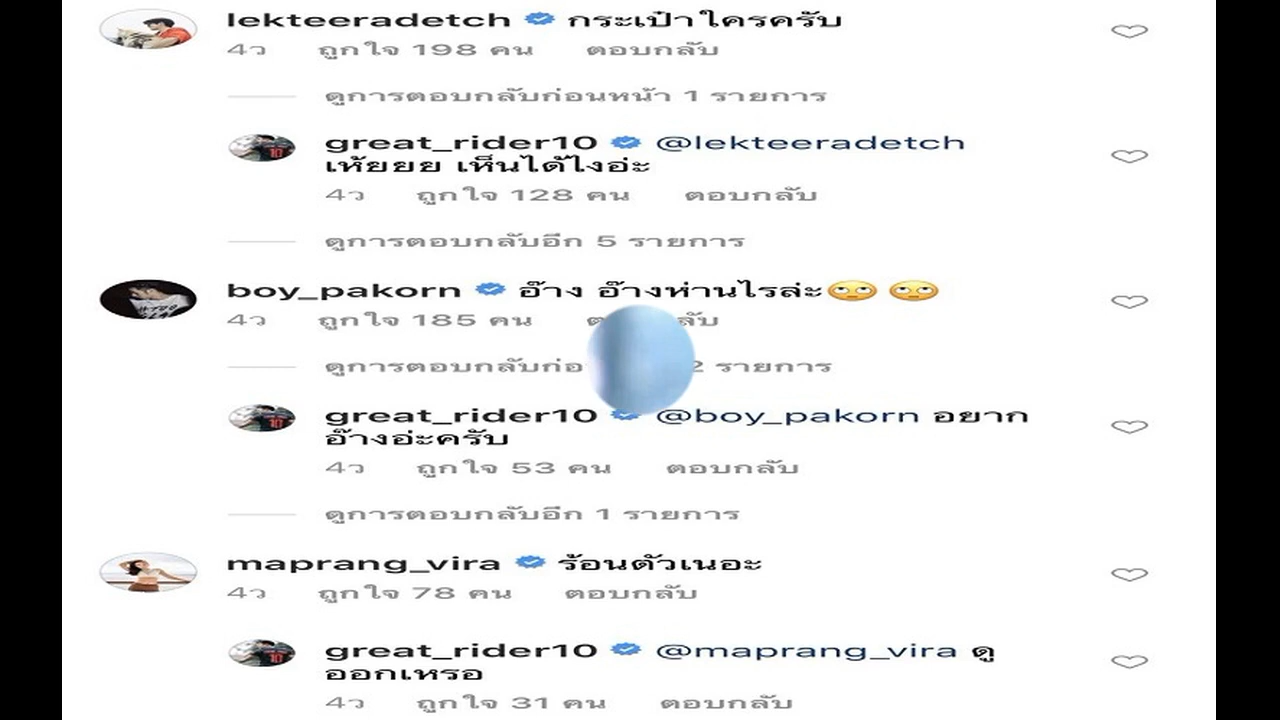 lekteeradetch กระเป๋าใครครับ
4ว ถูกใจ 198 คน ตอบกลับ
ดูการตอบกลับก่อนหน้า 1 รายการ
great_rider10 @lekteeradetch
เห้ยยย เห็นได้ไงอ่ะ
4ว ถูกใจ 128 คน ตอบกลับ
ดูการตอบกลับอีก 5 รายการ
boy_pakorn อ๊าง อ๊างห่านไรล่ะ🙄 🙄
4ว ถูกใจ 185 คน
2 รายการ
great_rider10 @boy_pakorn อยาก
อ๊างอ่ะครับ
4ว ถูกใจ 53 คน ตอบกลับ
ดูการตอบกลับอีก 1 รายการ
maprang_vira ร้อนตัวเนอะ
4ว ถูกใจ 78 คน ตอบกลับ
great_rider10 @maprang_vira ดู
ออกเหรอ
4ว ถูกใจ 31 คน ตอบกลับ